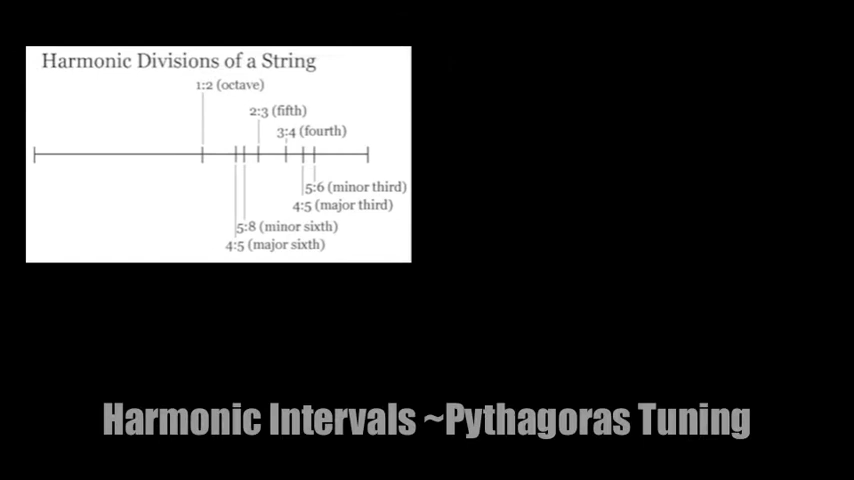 Harmonic Divisions of a String
1:2 (octave)
2:3 (fifth)
3:4 (fourth)
5:6 (minor third)
4:5 (major third)
5:8 (minor sixth)
4:5 (major sixth)
Harmonic Intervals ~Pythagoras Tuning